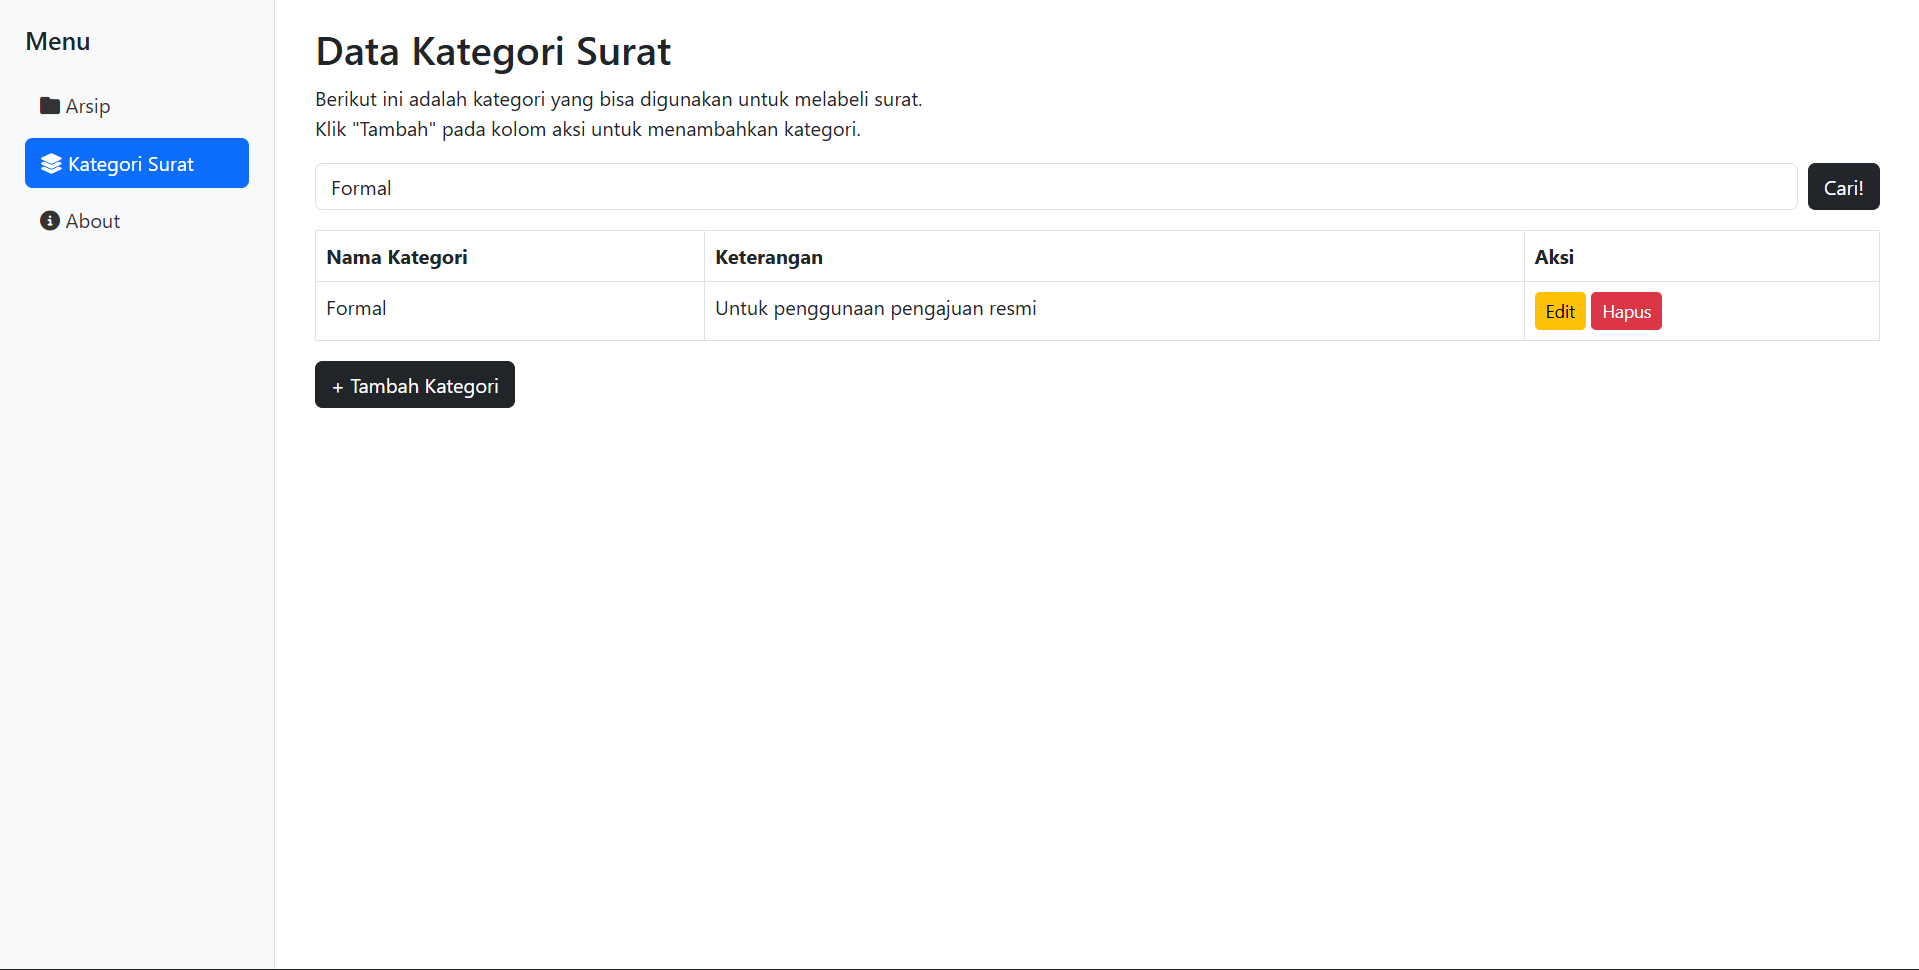 Menu
Arsip
Kategori Surat
About
Data Kategori Surat
Berikut ini adalah kategori yang bisa digunakan untuk melabeli surat.
Klik "Tambah" pada kolom aksi untuk menambahkan kategori.
Formal Cari!
Nama Kategori Keterangan Aksi
Formal Untuk penggunaan pengajuan resmi Edit Hapus
+ Tambah Kategori